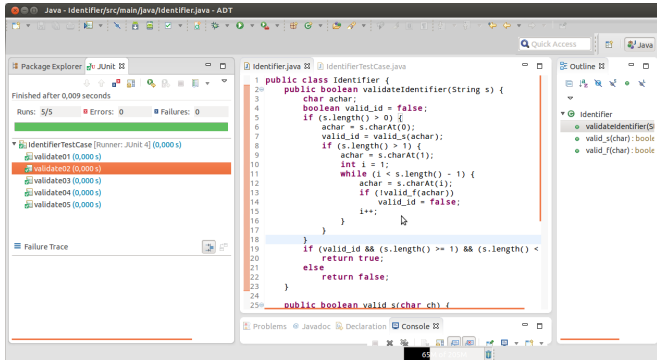 Java - Identifier/src/main/java/Identifier.java - ADT
Quick Access
Java
Package Explorer
JUnit
Finished after 0,009 seconds
Runs: 5/5
Errors: 0
Failures: 0
IdentifierTestCase [Runner: JUnit 4] (0,000 s)
validate01 (0,000 s)
validate02 (0,000 s)
validate03 (0,000 s)
validate04 (0,000 s)
validate05 (0,000 s)
Failure Trace
Identifier.java
IdentifierTestCase.java
1 public class Identifier {
2 public boolean validateIdentifier(String s) {
3 char achar;
4 boolean valid_id = false;
5 if (s.length() > 0) {
6 achar = s.charAt(0);
7 valid_id = valid_s(achar);
8 if (s.length() > 1) {
9 achar = s.charAt(1);
10 int i = 1;
11 while (i < s.length() - 1) {
12 achar = s.charAt(i);
13 if (!valid_f(achar))
14 valid_id = false;
15 i++;
16 }
17 }
18 }
19 if (valid_id && (s.length() >= 1) && (s.length() <
20 return true;
21 else
22 return false;
23 }
24
25 public boolean valid_s(char ch) {
Problems
Javadoc
Declaration
Console
Outline
Identifier
validateIdentifier(S
valid_s(char) : boole
valid_f(char) : boole